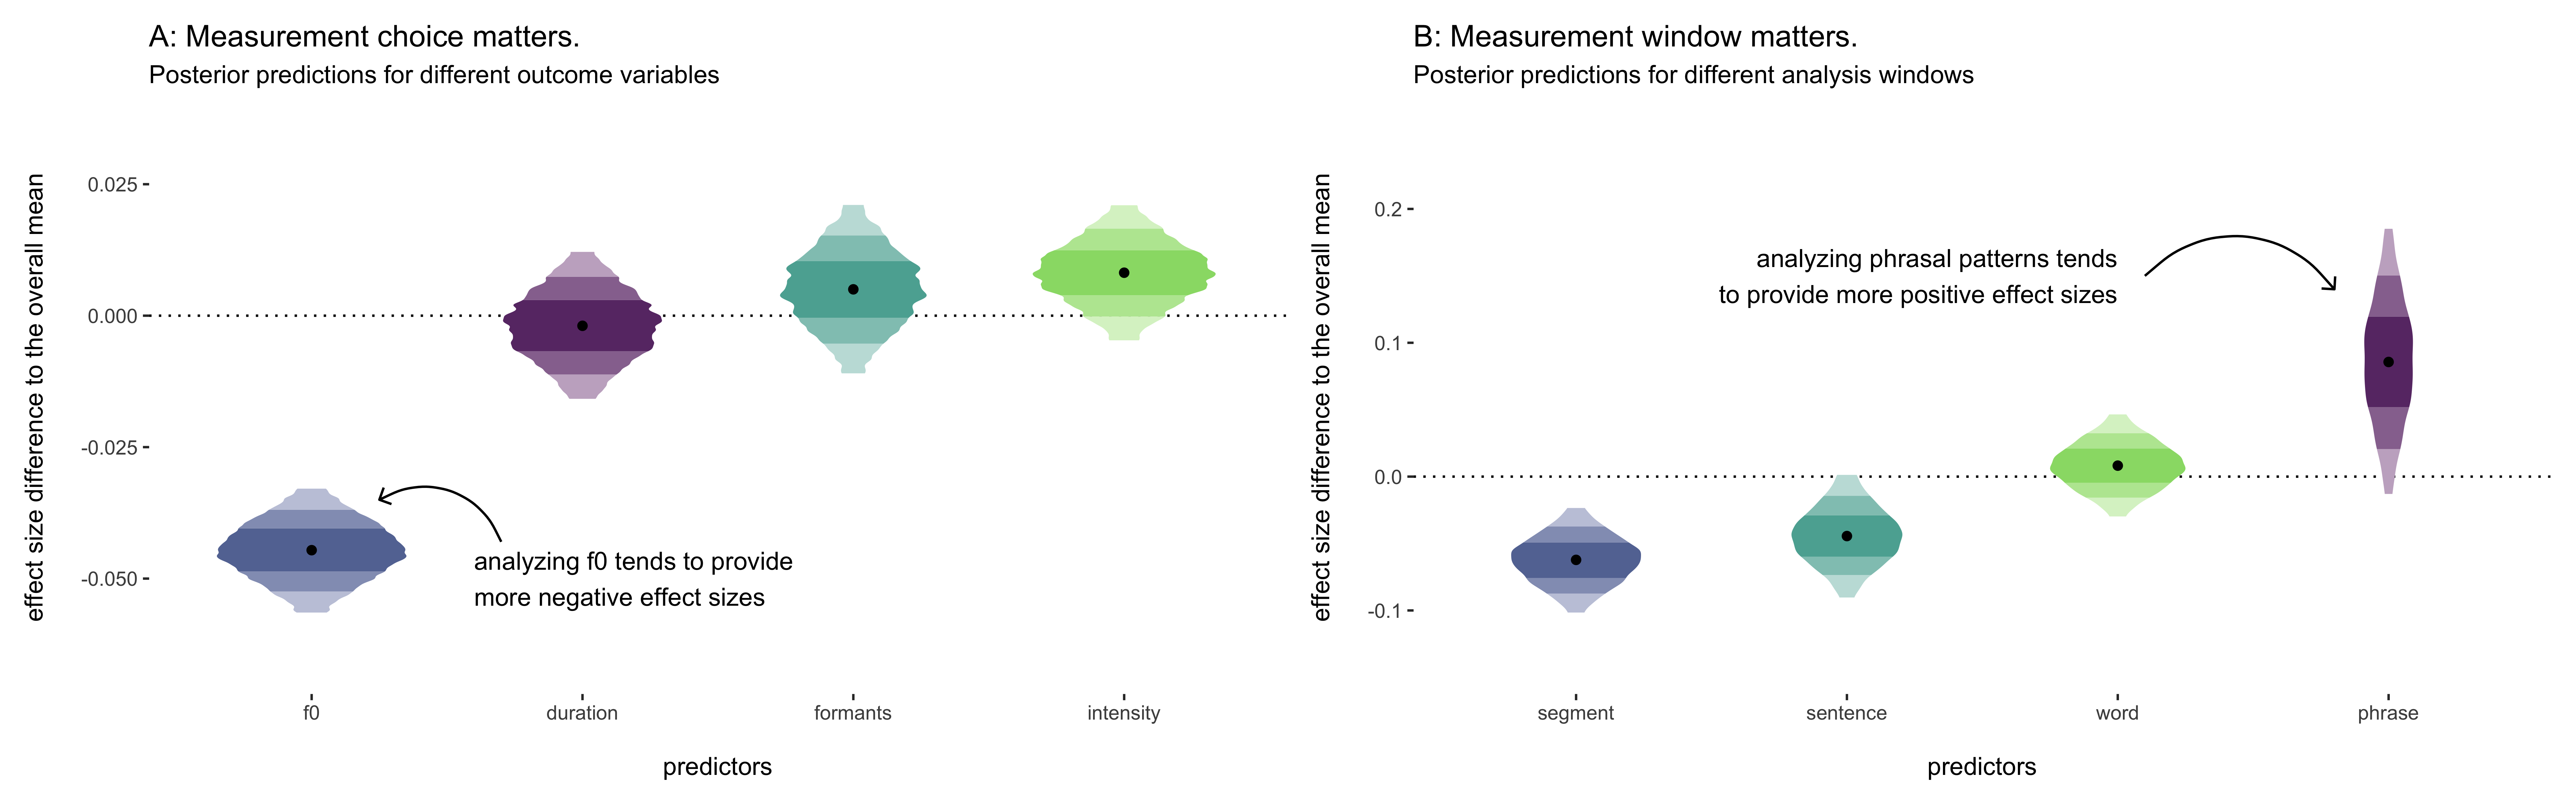 A: Measurement choice matters.
Posterior predictions for different outcome variables
effect size difference to the overall mean
0.025
0.000
-0.025
-0.050
analyzing f0 tends to provide
more negative effect sizes
f0
duration
formants
intensity
predictors
B: Measurement window matters.
Posterior predictions for different analysis windows
effect size difference to the overall mean
0.2
0.1
0.0
-0.1
analyzing phrasal patterns tends
to provide more positive effect sizes
segment
sentence
word
phrase
predictors